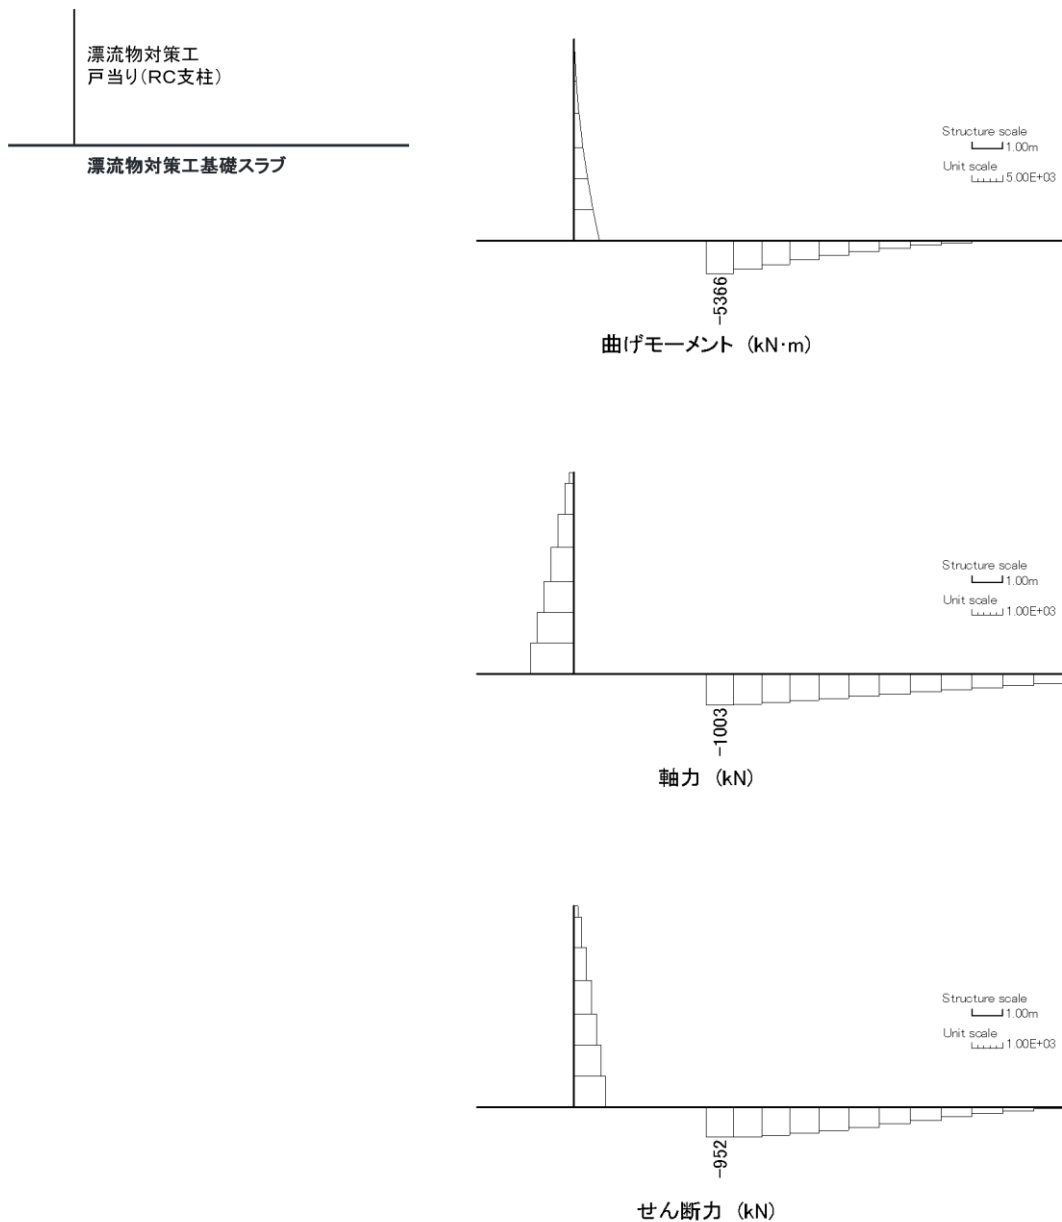 漂流物対策工
戸当り(RC支柱)
漂流物対策工基礎スラブ
Structure scale
1.00m
Unit scale
5.00E+03
-5366
曲げモーメント (kN・m)
Structure scale
1.00m
Unit scale
1.00E+03
-1003
軸力 (kN)
Structure scale
1.00m
Unit scale
1.00E+03
-952
せん断力 (kN)